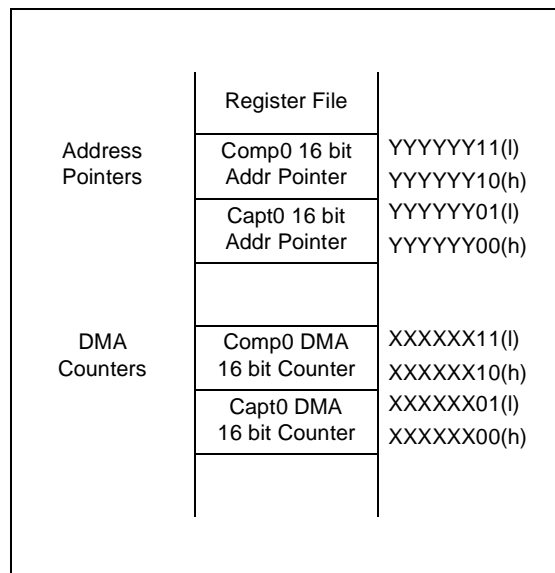 Register File
Address
Pointers
Comp0 16 bit
Addr Pointer
YYYYYY11(l)
YYYYYY10(h)
Capt0 16 bit
Addr Pointer
YYYYYY01(l)
YYYYYY00(h)
DMA
Counters
Comp0 DMA
16 bit Counter
XXXXXX11(l)
XXXXXX10(h)
Capt0 DMA
16 bit Counter
XXXXXX01(l)
XXXXXX00(h)